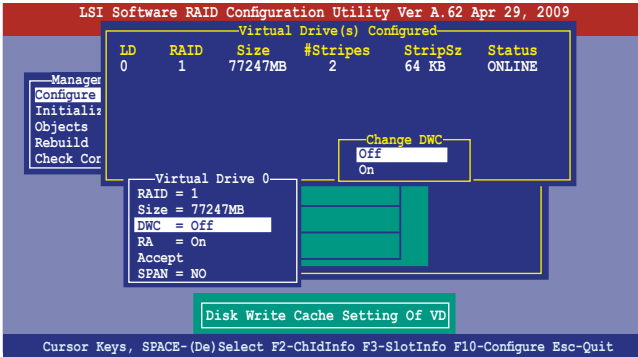 LSI Software RAID Configuration Utility Ver A.62 Apr 29, 2009
Virtual Drive(s) Configured
LD RAID Size #Stripes StripSz Status
0 1 77247MB 2 64 KB ONLINE
Manager
Configure
Initializ
Objects
Rebuild
Check Con
Change DWC
Off
On
Virtual Drive 0
RAID = 1
Size = 77247MB
DWC = Off
RA = On
Accept
SPAN = NO
Disk Write Cache Setting Of VD
Cursor Keys, SPACE-(De)Select F2-ChIdInfo F3-SlotInfo F10-Configure Esc-Quit